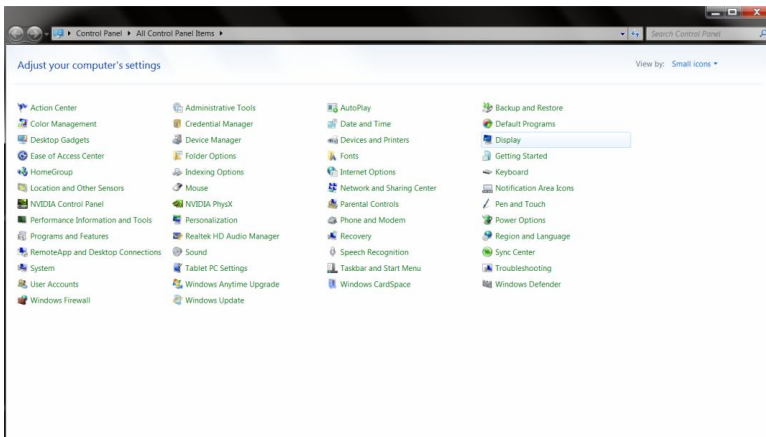 Control Panel All Control Panel Items Search Control Panel
Adjust your computer's settings View by: Small icons
Action Center Administrative Tools AutoPlay Backup and Restore
Color Management Credential Manager Date and Time Default Programs
Desktop Gadgets Device Manager Devices and Printers Display
Ease of Access Center Folder Options Fonts Getting Started
HomeGroup Indexing Options Internet Options Keyboard
Location and Other Sensors Mouse Network and Sharing Center Notification Area Icons
NVIDIA Control Panel NVIDIA PhysX Parental Controls Pen and Touch
Performance Information and Tools Personalization Phone and Modem Power Options
Programs and Features Realtek HD Audio Manager Recovery Region and Language
RemoteApp and Desktop Connections Sound Speech Recognition Sync Center
System Tablet PC Settings Taskbar and Start Menu Troubleshooting
User Accounts Windows Anytime Upgrade Windows CardSpace Windows Defender
Windows Firewall Windows Update